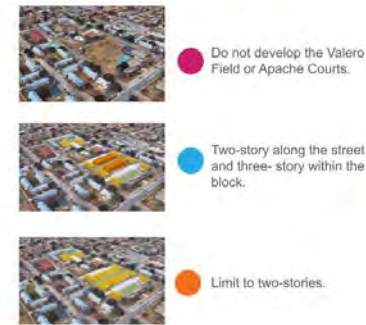 Do not develop the Valero
Field or Apache Courts.
Two-story along the street
and three- story within the
block.
Limit to two-stories.